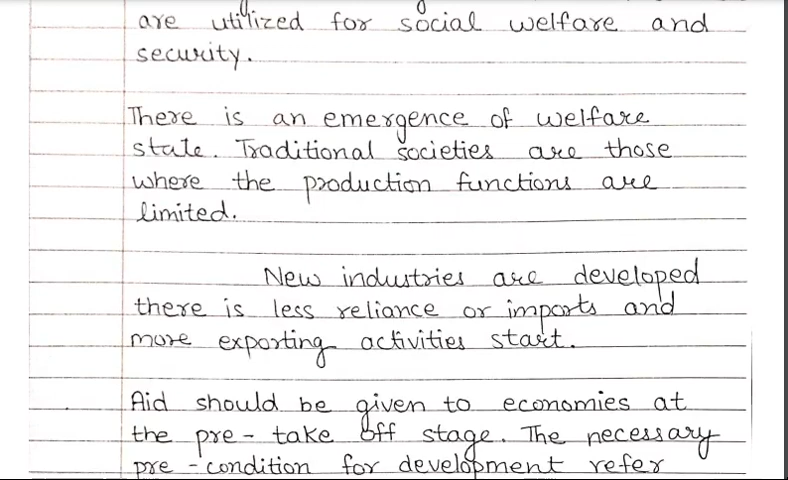 are utilized for social welfare and
security.
There is an emergence of welfare
state. Traditional societies are those
where the production functions are
limited.
New industries are developed
there is less reliance or imports and
more exporting activities start.
Aid should be given to economies at
the pre - take off stage. The necessary
pre - condition for development refer